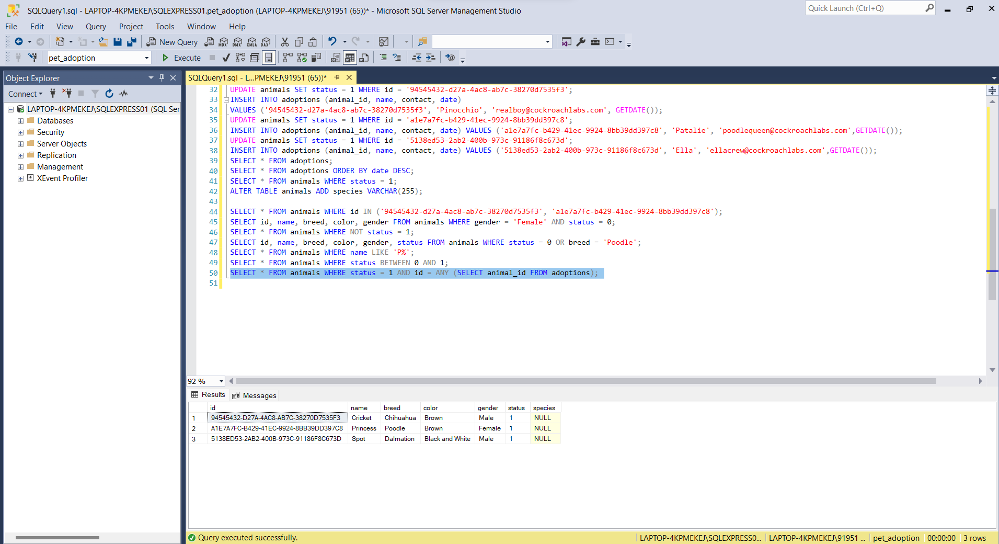 SQLQuery1.sql - LAPTOP-4KPMEKEJ\SQLEXPRESS01.pet_adoption (LAPTOP-4KPMEKEJ\91951 (65))* - Microsoft SQL Server Management Studio
Quick Launch (Ctrl+Q)
File Edit View Query Project Tools Window Help
New Query MDX DMX XMLA DAX
pet_adoption Execute
Object Explorer
Connect
LAPTOP-4KPMEKEJ\SQLEXPRESS01 (SQL Ser
Databases
Security
Server Objects
Replication
Management
XEvent Profiler
SQLQuery1.sql - L...PMEKEJ\91951 (65))*
32 UPDATE animals SET status = 1 WHERE id = '94545432-d27a-4ac8-ab7c-38270d7535f3';
33 INSERT INTO adoptions (animal_id, name, contact, date)
34 VALUES ('94545432-d27a-4ac8-ab7c-38270d7535f3', 'Pinocchio', 'realboy@cockroachlabs.com', GETDATE());
35 UPDATE animals SET status = 1 WHERE id = 'a1e7a7fc-b429-41ec-9924-8bb39dd397c8';
36 INSERT INTO adoptions (animal_id, name, contact, date) VALUES ('a1e7a7fc-b429-41ec-9924-8bb39dd397c8', 'Patalie', 'poodlequeen@cockroachlabs.com',GETDATE());
37 UPDATE animals SET status = 1 WHERE id = '5138ed53-2ab2-400b-973c-91186f8c673d';
38 INSERT INTO adoptions (animal_id, name, contact, date) VALUES ('5138ed53-2ab2-400b-973c-91186f8c673d', 'Ella', 'ellacrew@cockroachlabs.com',GETDATE());
39 SELECT * FROM adoptions;
40 SELECT * FROM adoptions ORDER BY date DESC;
41 SELECT * FROM animals WHERE status = 1;
42 ALTER TABLE animals ADD species VARCHAR(255);
43
44 SELECT * FROM animals WHERE id IN ('94545432-d27a-4ac8-ab7c-38270d7535f3', 'a1e7a7fc-b429-41ec-9924-8bb39dd397c8');
45 SELECT id, name, breed, color, gender FROM animals WHERE gender = 'Female' AND status = 0;
46 SELECT * FROM animals WHERE NOT status = 1;
47 SELECT id, name, breed, color, gender, status FROM animals WHERE status = 0 OR breed = 'Poodle';
48 SELECT * FROM animals WHERE name LIKE 'P%';
49 SELECT * FROM animals WHERE status BETWEEN 0 AND 1;
50 SELECT * FROM animals WHERE status = 1 AND id = ANY (SELECT animal_id FROM adoptions);
51
92 %
Results Messages
id name breed color gender status species
1 94545432-D27A-4AC8-AB7C-38270D7535F3 Cricket Chihuahua Brown Male 1 NULL
2 A1E7A7FC-B429-41EC-9924-8BB39DD397C8 Princess Poodle Brown Female 1 NULL
3 5138ED53-2AB2-400B-973C-91186F8C673D Spot Dalmation Black and White Male 1 NULL
Query executed successfully. LAPTOP-4KPMEKEJ\SQLEXPRESS0... LAPTOP-4KPMEKEJ\91951 ... pet_adoption 00:00:00 3 rows